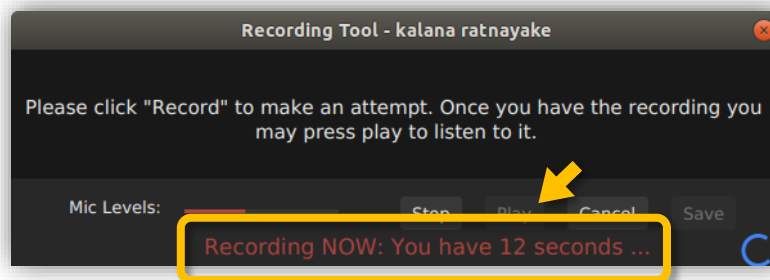 Recording Tool - kalana ratnayake
Please click "Record" to make an attempt. Once you have the recording you
may press play to listen to it.
Mic Levels: Stop Play Cancel Save
Recording NOW: You have 12 seconds ...